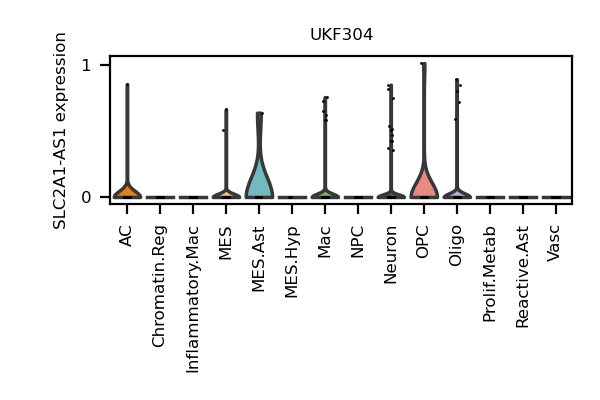 UKF304
SLC2A1-AS1 expression
1
0
AC
Chromatin.Reg
Inflammatory.Mac
MES
MES.Ast
MES.Hyp
Mac
NPC
Neuron
OPC
Oligo
Prolif.Metab
Reactive.Ast
Vasc